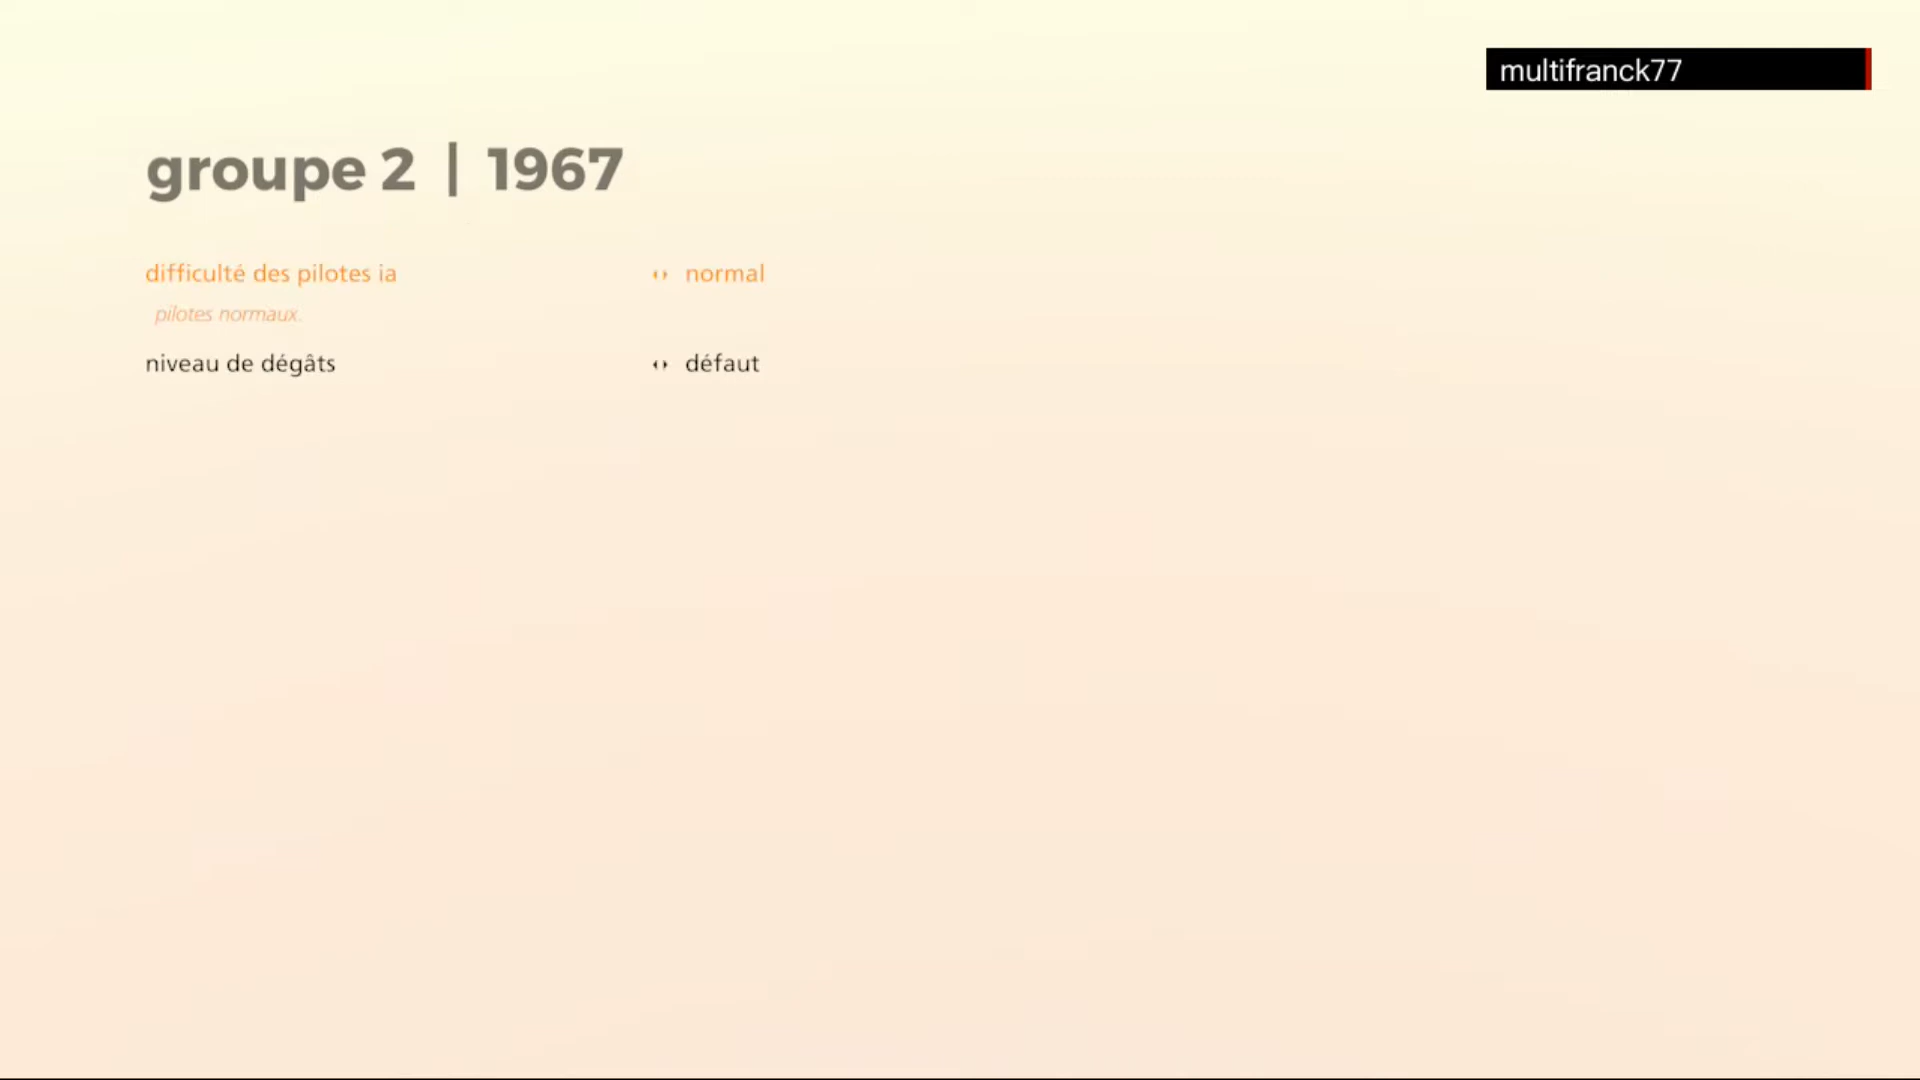 multifranck77
groupe 2 | 1967
difficulté des pilotes ia normal
pilotes normaux.
niveau de dégâts défaut